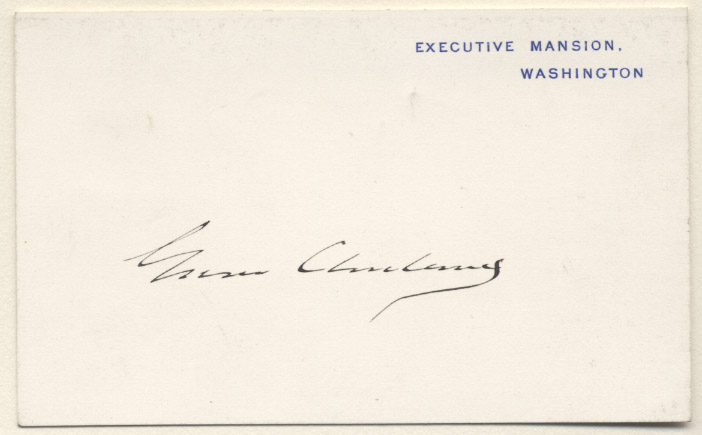 EXECUTIVE MANSION,
WASHINGTON
Grover Cleveland